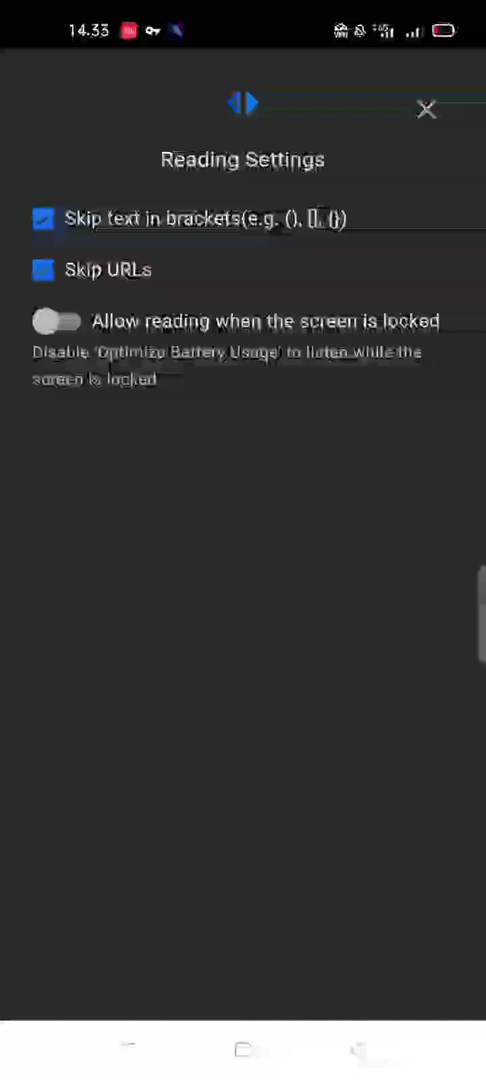 14.33
Reading Settings
Skip text in brackets(e.g. (), [], {})
Skip URLs
Allow reading when the screen is locked
Disable 'Optimize Battery Usage' to listen while the
screen is locked